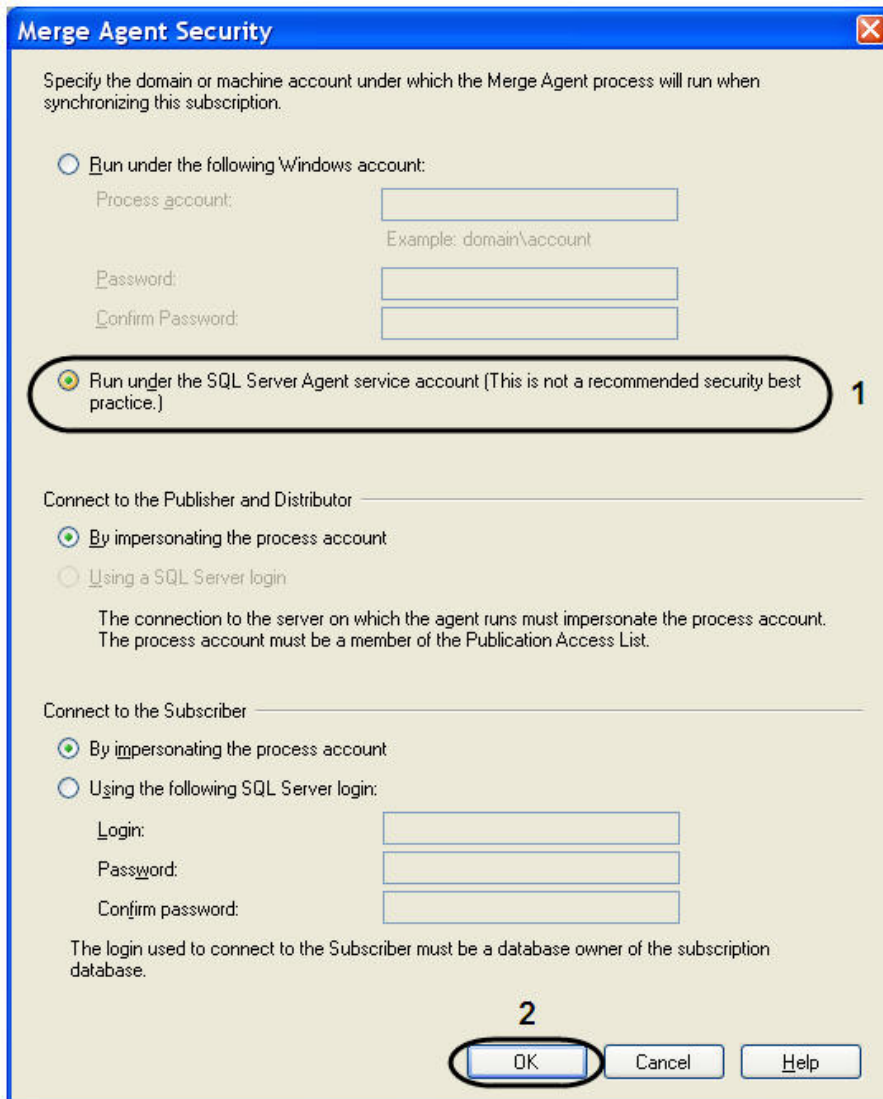 Merge Agent Security
Specify the domain or machine account under which the Merge Agent process will run when
synchronizing this subscription.
Run under the following Windows account:
Process account:
Example: domain\account
Password:
Confirm Password:
Run under the SQL Server Agent service account (This is not a recommended security best
practice.)
1
Connect to the Publisher and Distributor
By impersonating the process account
Using a SQL Server login
The connection to the server on which the agent runs must impersonate the process account.
The process account must be a member of the Publication Access List.
Connect to the Subscriber
By impersonating the process account
Using the following SQL Server login:
Login:
Password:
Confirm password:
The login used to connect to the Subscriber must be a database owner of the subscription
database.
2
OK Cancel Help